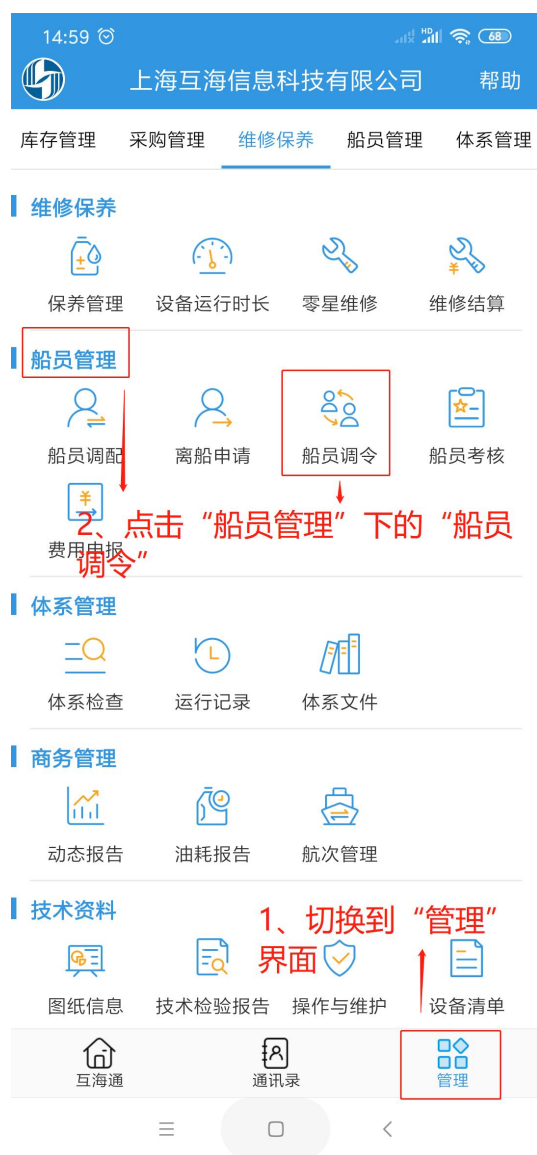 14:59
HD 68
上海互海信息科技有限公司 帮助
库存管理 采购管理 维修保养 船员管理 体系管理
维修保养
保养管理 设备运行时长 零星维修 维修结算
船员管理
船员调配 离船申请 船员调令 船员考核
2、点击“船员管理”下的“船员
调令”
费用申报
体系管理
体系检查 运行记录 体系文件
商务管理
动态报告 油耗报告 航次管理
技术资料
1、切换到“管理”
界面
图纸信息 技术检验报告 操作与维护 设备清单
互海通 通讯录 管理